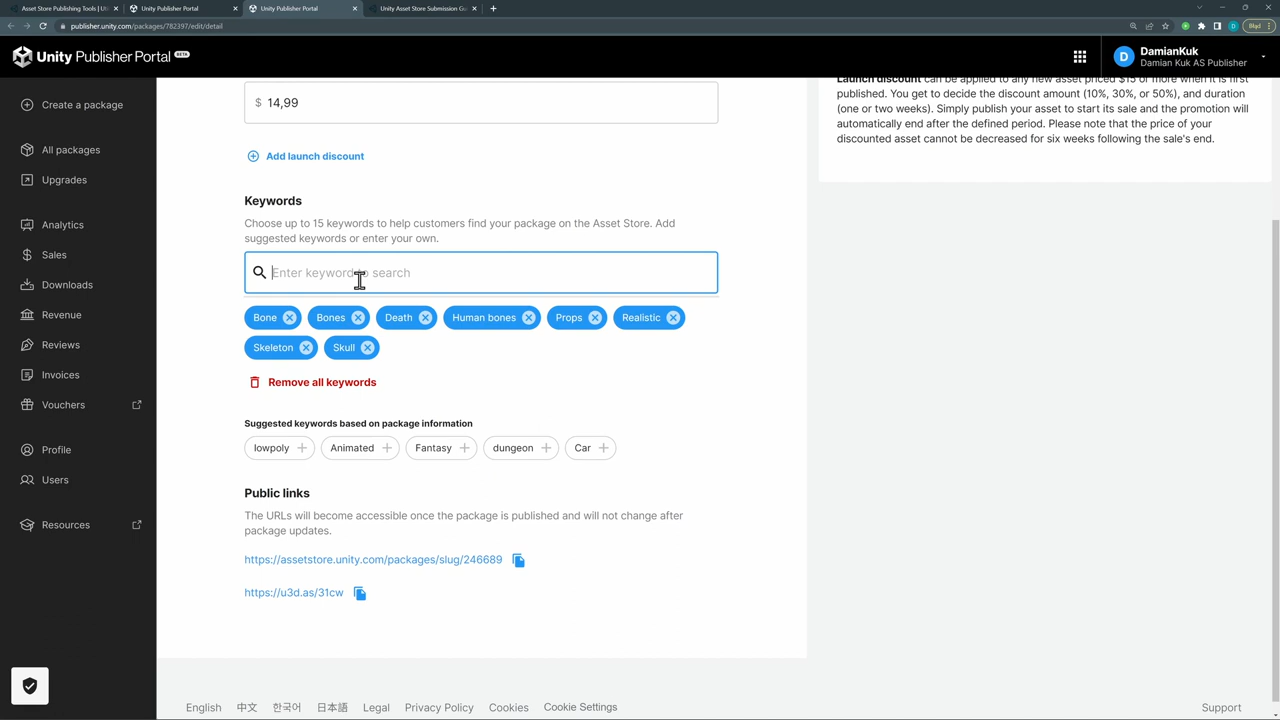 Asset Store Publishing Tools | Uti
Unity Publisher Portal
Unity Publisher Portal
Unity Asset Store Submission Gu
publisher.unity.com/packages/782397/edit/detail
Unity Publisher Portal BETA
D
DamianKuk
Damian Kuk AS Publisher
Create a package
All packages
Upgrades
Analytics
Sales
Downloads
Revenue
Reviews
Invoices
Vouchers
Profile
Users
Resources
$ 14,99
Add launch discount
Keywords
Choose up to 15 keywords to help customers find your package on the Asset Store. Add
suggested keywords or enter your own.
Enter keyword to search
Bone
Bones
Death
Human bones
Props
Realistic
Skeleton
Skull
Remove all keywords
Suggested keywords based on package information
lowpoly
Animated
Fantasy
dungeon
Car
Public links
The URLs will become accessible once the package is published and will not change after
package updates.
https://assetstore.unity.com/packages/slug/246689
https://u3d.as/31cw
Launch discount can be applied to any new asset priced $15 or more when it is first
published. You get to decide the discount amount (10%, 30%, or 50%), and duration
(one or two weeks). Simply publish your asset to start its sale and the promotion will
automatically end after the defined period. Please note that the price of your
discounted asset cannot be decreased for six weeks following the sale's end.
English
中文
한국어
日本語
Legal
Privacy Policy
Cookies
Cookie Settings
Support